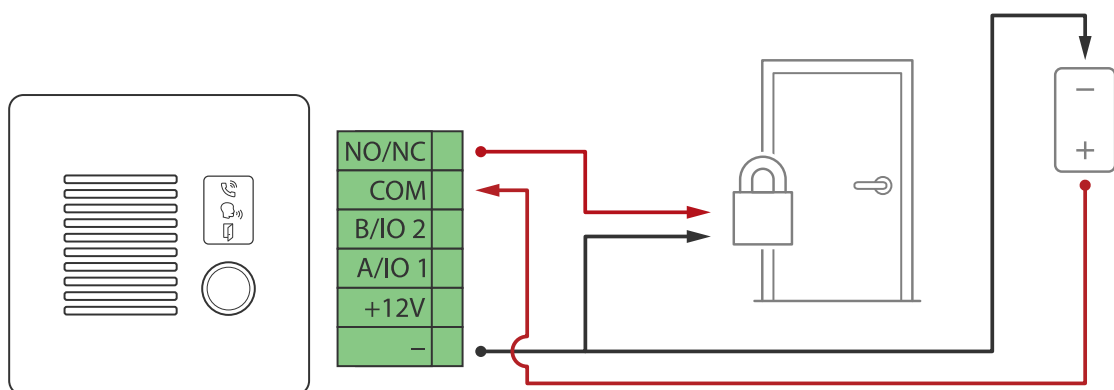 NO/NC
COM
B/IO 2
A/IO 1
+12V
–
–
+